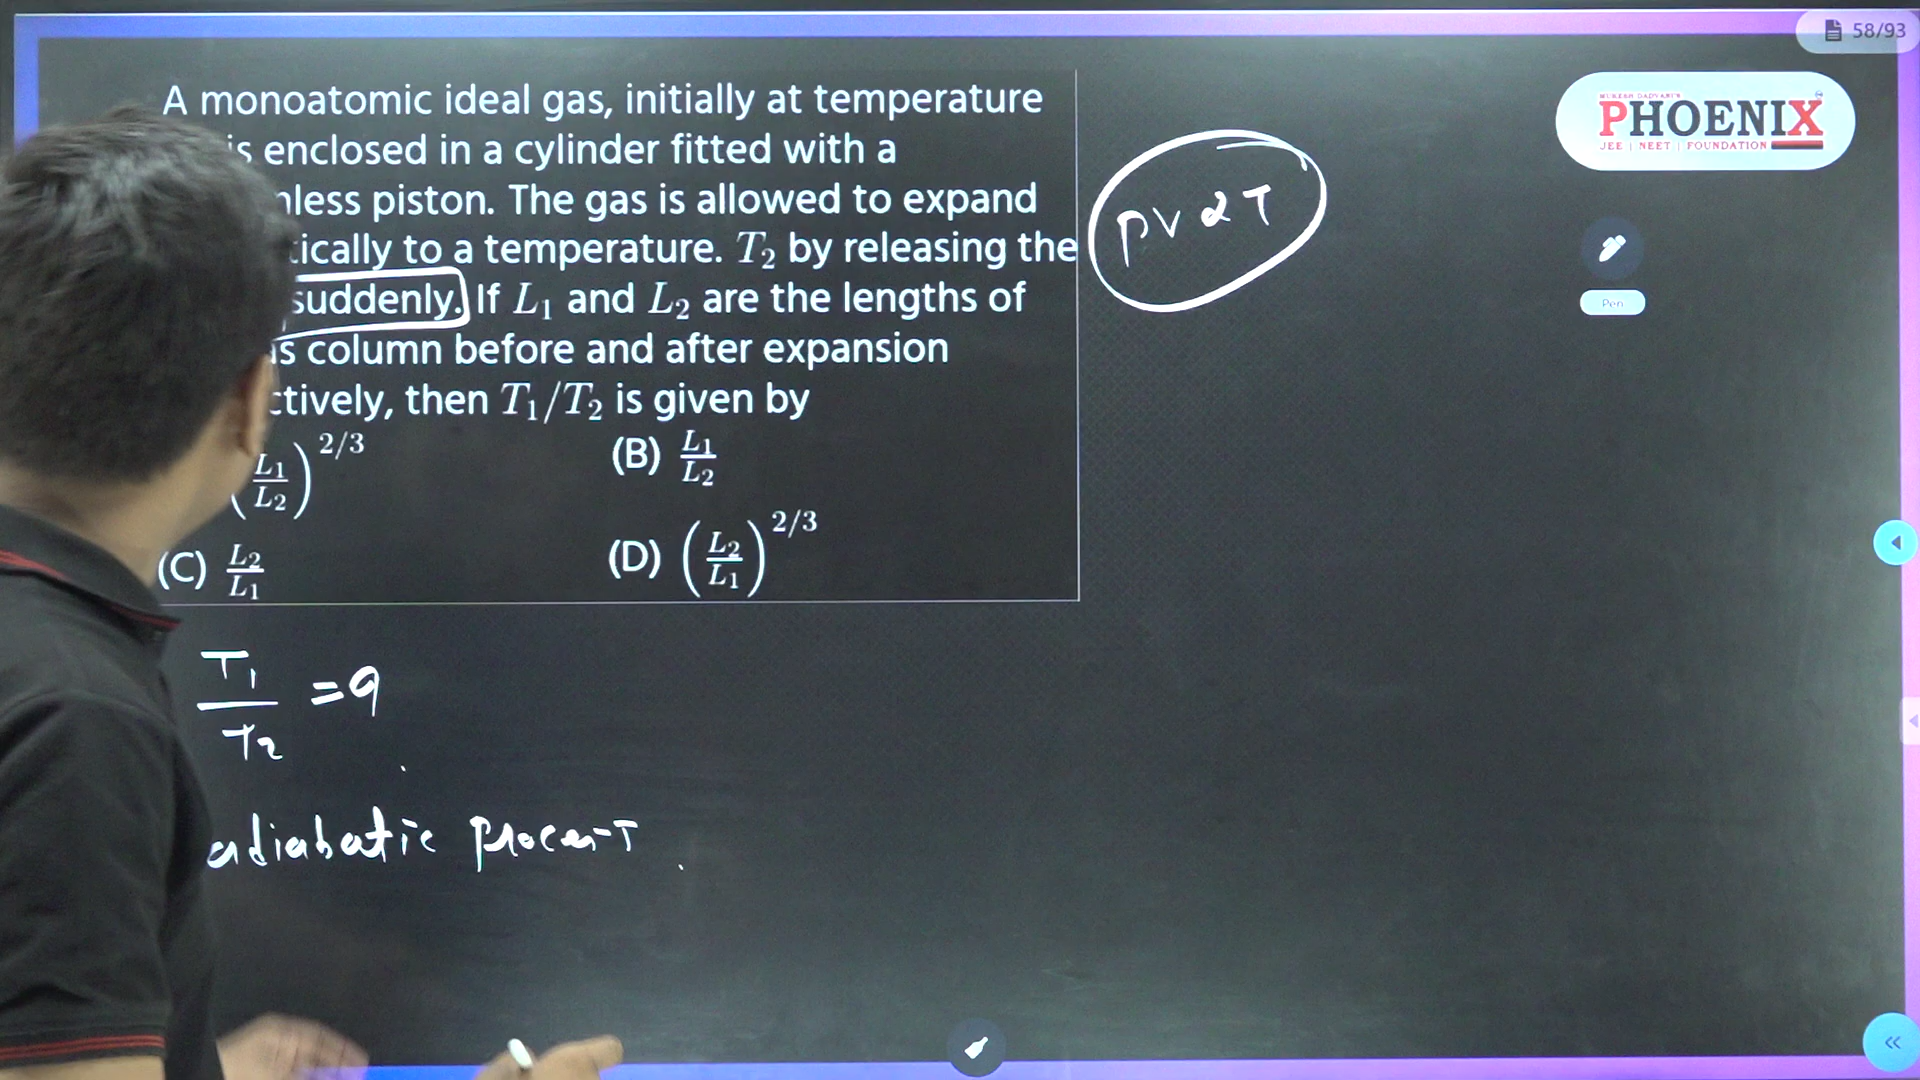 58/93
MUKESH DADVANI'S
PHOENIX
JEE | NEET | FOUNDATION
Pen
A monoatomic ideal gas, initially at temperature
is enclosed in a cylinder fitted with a
less piston. The gas is allowed to expand
tically to a temperature. T₂ by releasing the
suddenly. If L₁ and L₂ are the lengths of
s column before and after expansion
ctively, then T₁/T₂ is given by
(L₁/L₂)^2/3 (B) L₁/L₂
(C) L₂/L₁ (D) (L₂/L₁)^2/3
PV α T
T₁/T₂ = 9
adiabatic